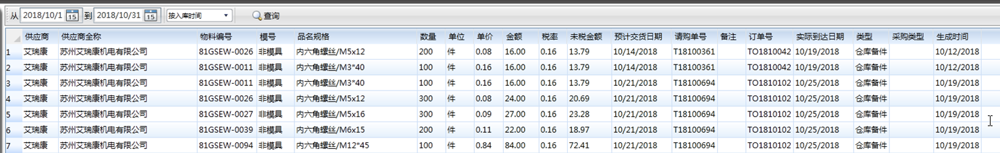 从 2018/10/1 15 到 2018/10/31 15 按入库时间 查询
供应商 供应商全称 物料编号 模号 品名规格 数量 单位 单价 金额 税率 未税金额 预计交货日期 请购单号 备注 订单号 实际到达日期 类型 采购类型 生成时间
1 艾瑞康 苏州艾瑞康机电有限公司 81GSEW-0026 非模具 内六角螺丝/M5x12 200 件 0.08 16.00 0.16 13.79 10/14/2018 T18100361 TO1810042 10/19/2018 仓库备件 10/12/2018
2 艾瑞康 苏州艾瑞康机电有限公司 81GSEW-0011 非模具 内六角螺丝/M3*40 100 件 0.16 16.00 0.16 13.79 10/14/2018 T18100361 TO1810042 10/19/2018 仓库备件 10/12/2018
3 艾瑞康 苏州艾瑞康机电有限公司 81GSEW-0011 非模具 内六角螺丝/M3*40 100 件 0.16 16.00 0.16 13.79 10/21/2018 T18100694 TO1810102 10/25/2018 仓库备件 10/19/2018
4 艾瑞康 苏州艾瑞康机电有限公司 81GSEW-0026 非模具 内六角螺丝/M5x12 300 件 0.08 24.00 0.16 20.69 10/21/2018 T18100694 TO1810102 10/25/2018 仓库备件 10/19/2018
5 艾瑞康 苏州艾瑞康机电有限公司 81GSEW-0027 非模具 内六角螺丝/M5x16 300 件 0.09 27.00 0.16 23.28 10/21/2018 T18100694 TO1810102 10/25/2018 仓库备件 10/19/2018
6 艾瑞康 苏州艾瑞康机电有限公司 81GSEW-0039 非模具 内六角螺丝/M6x15 200 件 0.11 22.00 0.16 18.97 10/21/2018 T18100694 TO1810102 10/25/2018 仓库备件 10/19/2018
7 艾瑞康 苏州艾瑞康机电有限公司 81GSEW-0094 非模具 内六角螺丝/M12*45 100 件 0.84 84.00 0.16 72.41 10/21/2018 T18100694 TO1810102 10/25/2018 仓库备件 10/19/2018